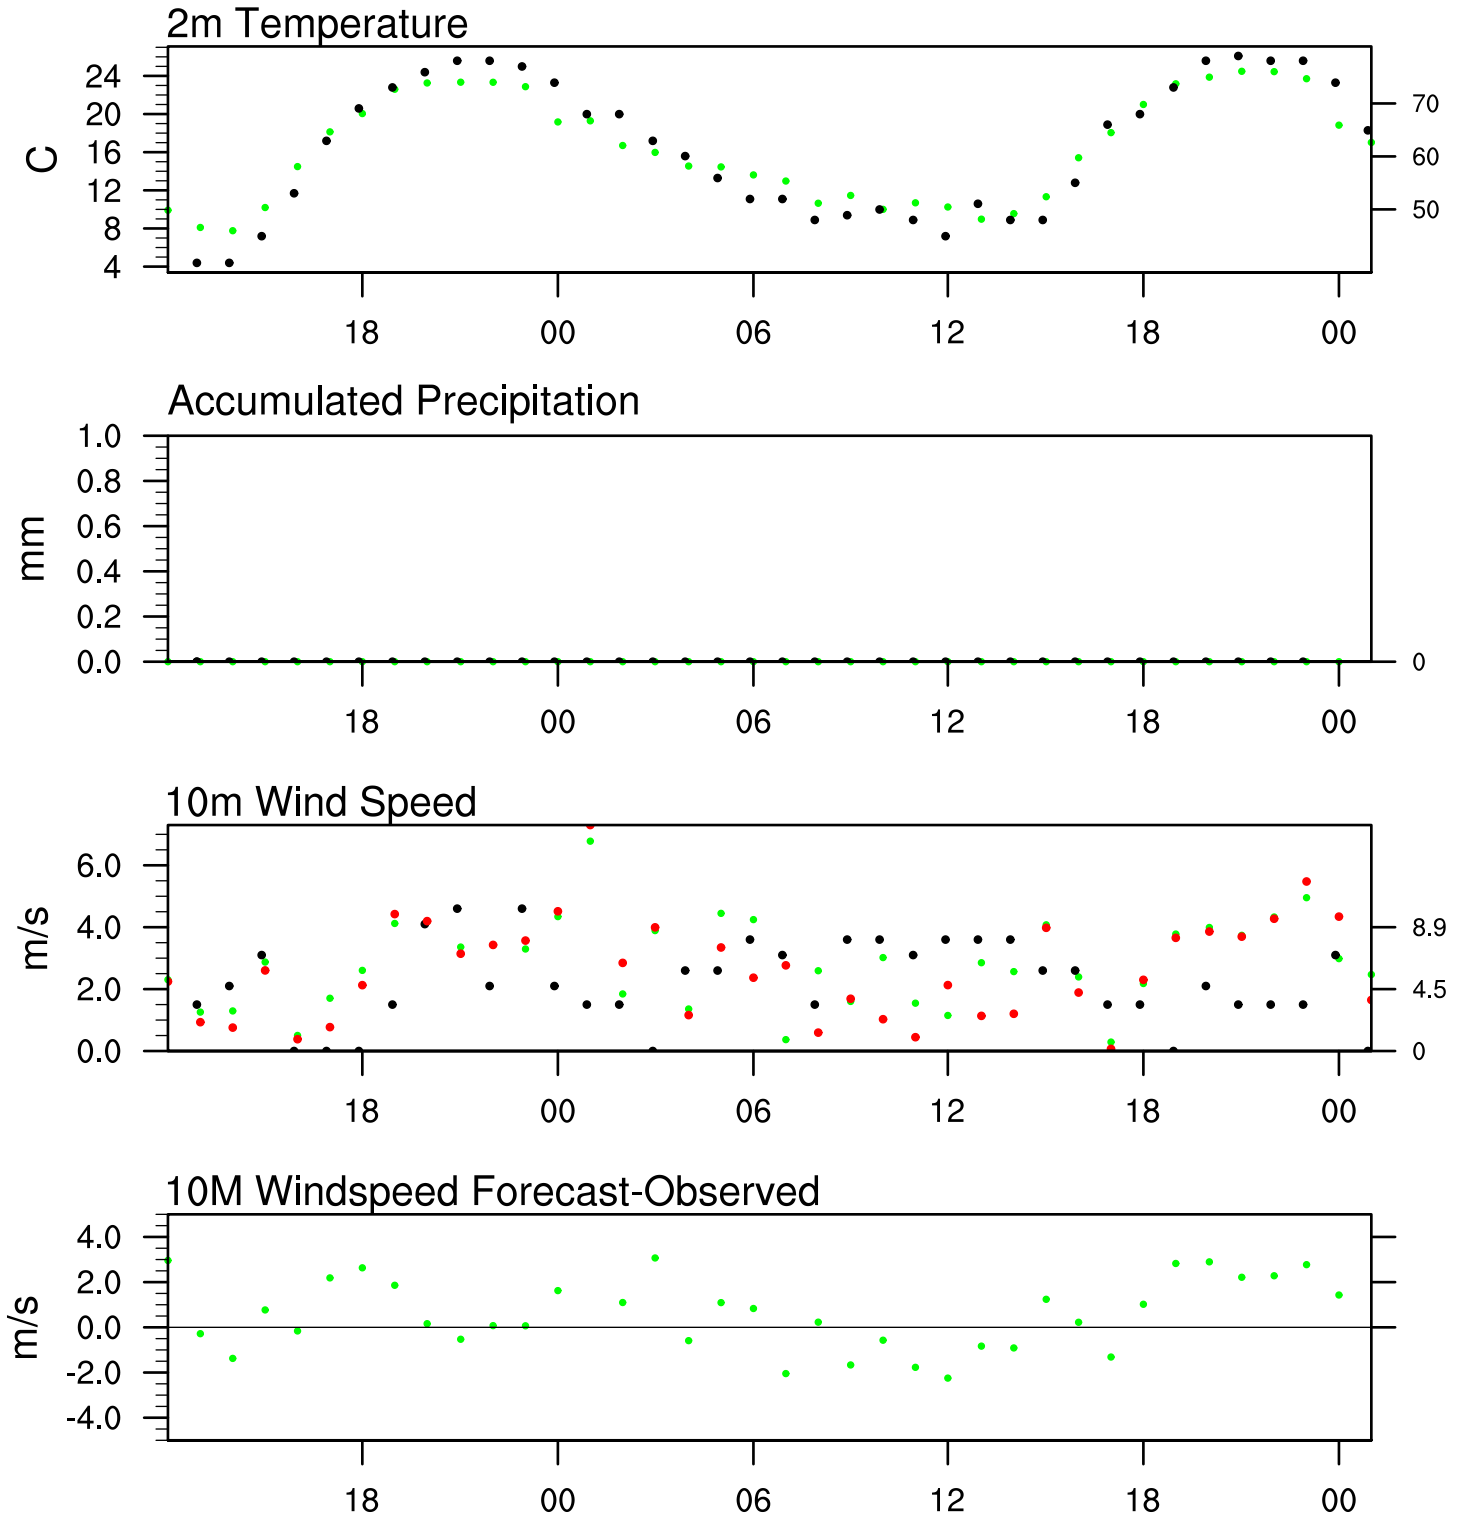 2m Temperature
24
20
16
12
8
4
C
70
60
50
18 00 06 12 18 00
Accumulated Precipitation
1.0
0.8
0.6
0.4
0.2
0.0
mm
0
18 00 06 12 18 00
10m Wind Speed
6.0
4.0
2.0
0.0
m/s
8.9
4.5
0
18 00 06 12 18 00
10M Windspeed Forecast-Observed
4.0
2.0
0.0
-2.0
-4.0
m/s
18 00 06 12 18 00